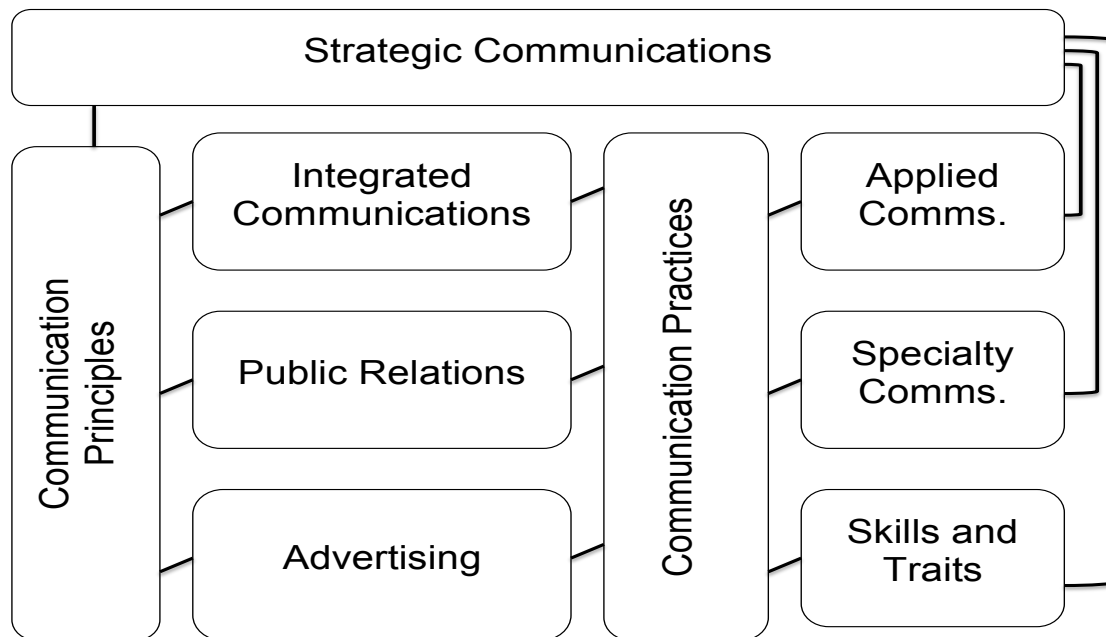 Strategic Communications
Communication
Principles
Integrated
Communications
Public Relations
Advertising
Communication Practices
Applied
Comms.
Specialty
Comms.
Skills and
Traits